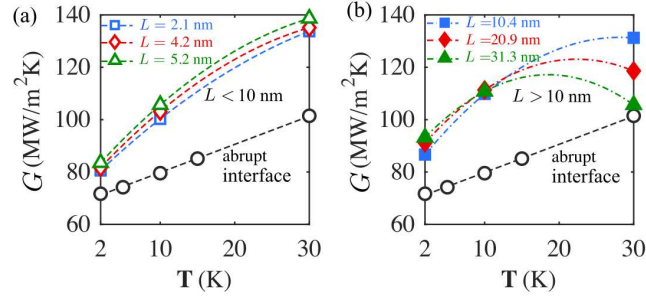 (a)
140
120
100
80
60
G (MW/m²K)
L = 2.1 nm
L = 4.2 nm
L = 5.2 nm
L < 10 nm
abrupt
interface
2
10
20
30
T (K)
(b)
140
120
100
80
60
G (MW/m²K)
L =10.4 nm
L =20.9 nm
L =31.3 nm
L > 10 nm
abrupt
interface
2
10
20
30
T (K)